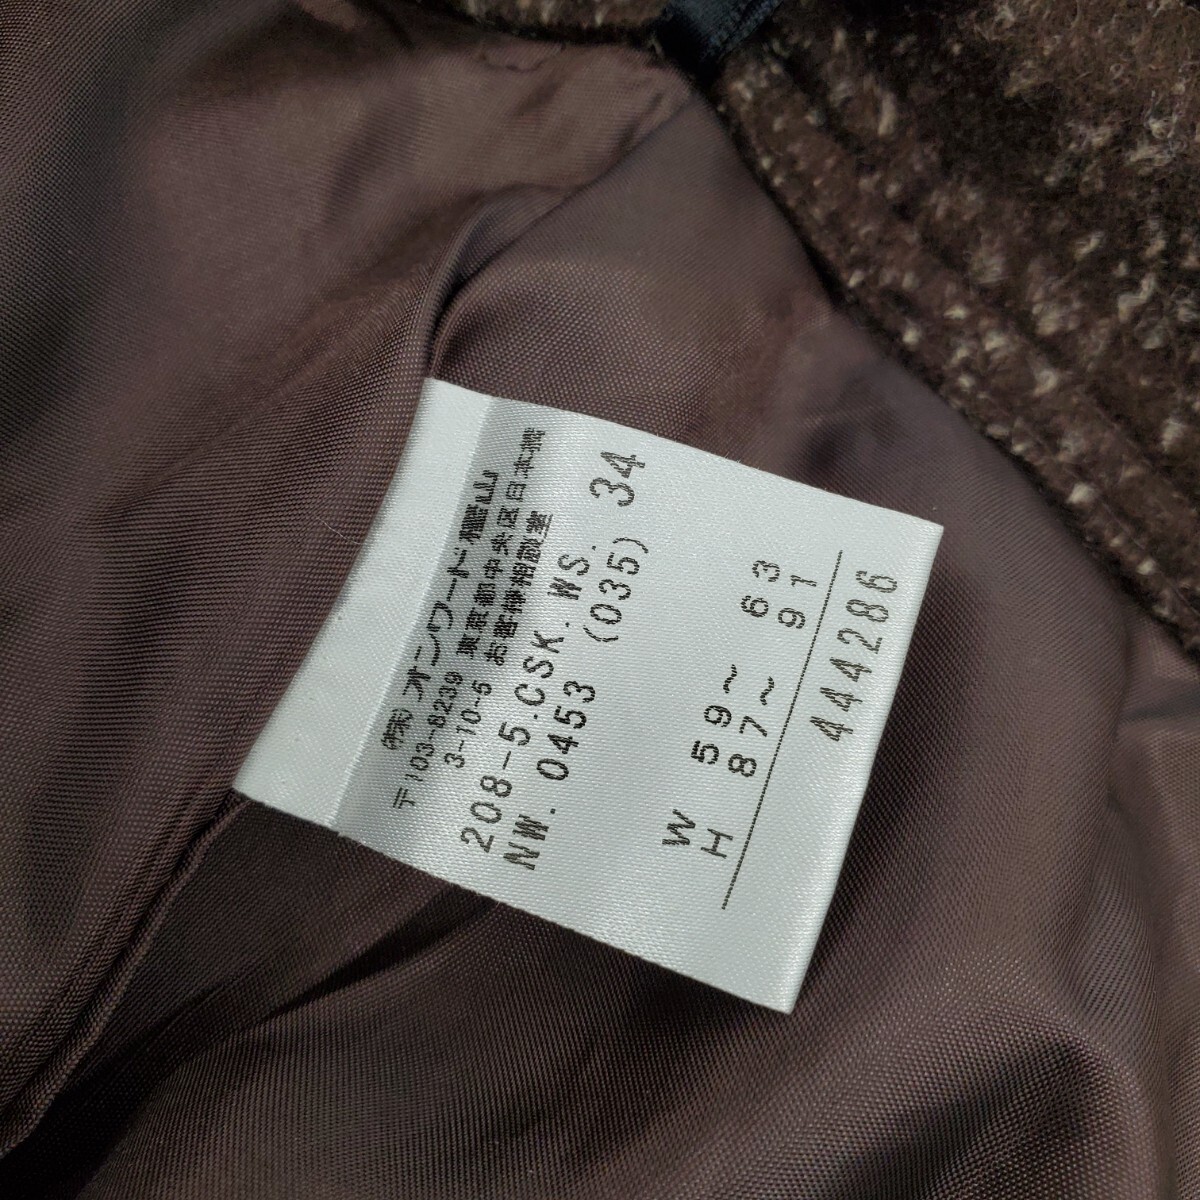 (株)オンワード樫山
〒103-8239 東京都中央区日本橋
3-10-5 お客様相談室
208-5.CSK.WS. 34
NW. 0453 (035)
W 59〜 63
H 87〜 91
444286